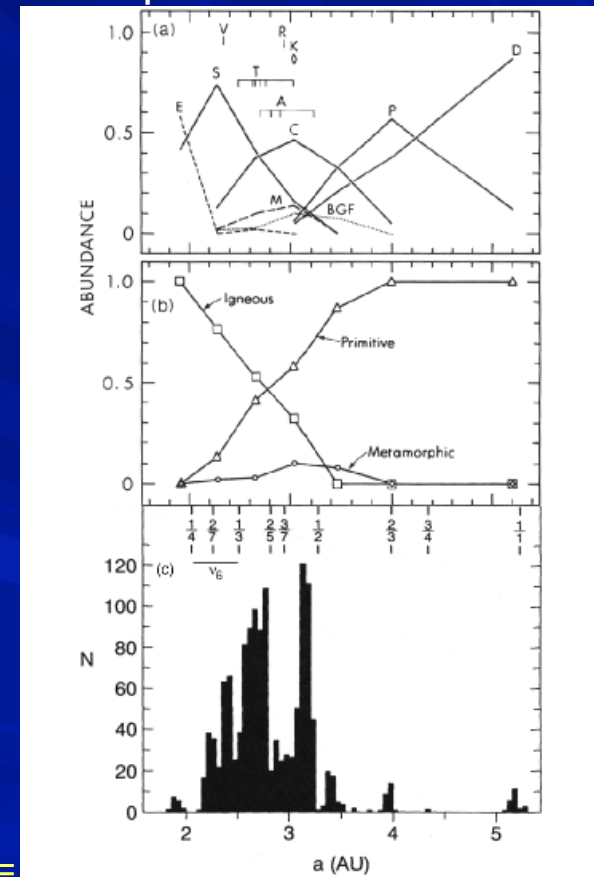 (a)
V
R
K
D
1.0
S
T
E
A
P
C
0.5
M
BGF
0
ABUNDANCE
1.0
Igneous
(b)
Primitive
0.5
Metamorphic
0
1/4 2/7 1/3 2/5 3/7 1/2 2/3 3/4 1/1
(c)
ν6
120
100
80
N
60
40
20
0
2 3 4 5
a (AU)
=